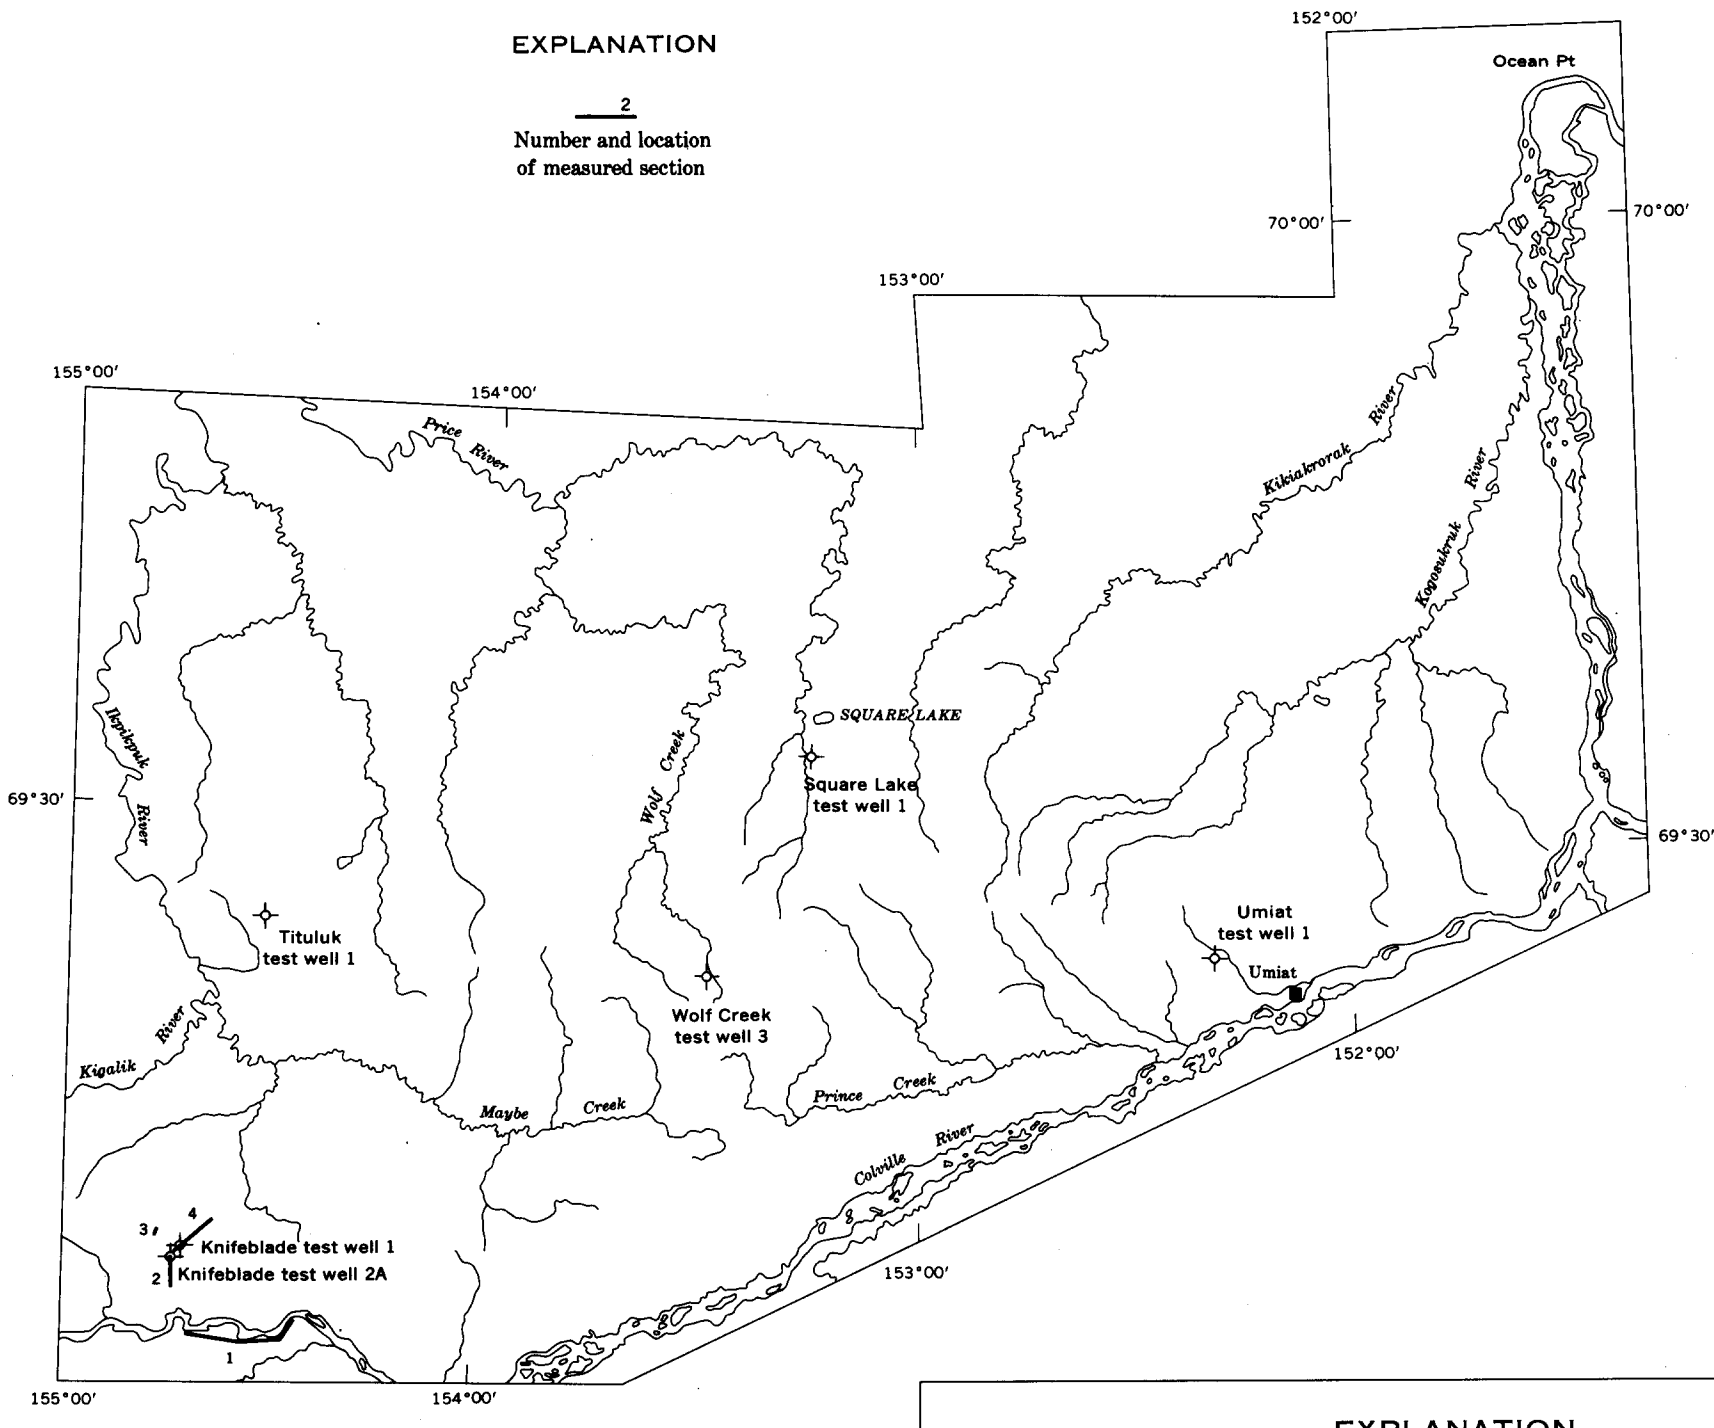 EXPLANATION
2
Number and location
of measured section
152°00'
Ocean Pt
70°00'
70°00'
153°00'
155°00'
154°00'
Price River
Kikiakrorak River
Kogosukruk River
Ikpikpuk River
Wolf Creek
SQUARE LAKE
Square Lake
test well 1
69°30'
69°30'
Tituluk
test well 1
Umiat
test well 1
Umiat
Wolf Creek
test well 3
Kigalik River
152°00'
Maybe Creek
Prince Creek
Colville River
153°00'
4
3
Knifeblade test well 1
2
Knifeblade test well 2A
1
155°00'
154°00'
EXPLANATION